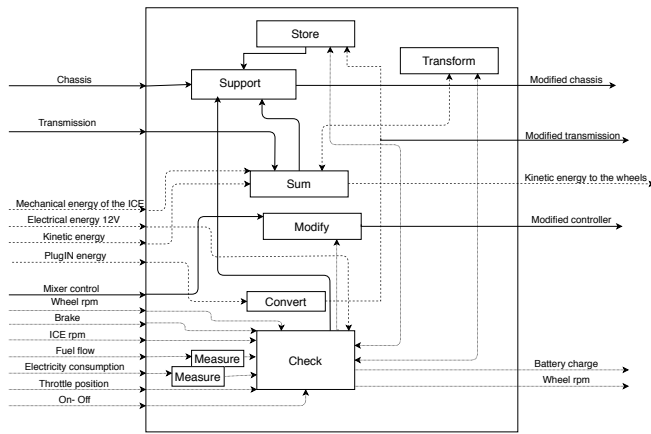 Store
Transform
Chassis
Support
Modified chassis
Transmission
Modified transmission
Sum
Kinetic energy to the wheels
Mechanical energy of the ICE
Electrical energy 12V
Modify
Modified controller
Kinetic energy
PlugIN energy
Mixer control
Convert
Wheel rpm
Brake
ICE rpm
Check
Fuel flow
Measure
Battery charge
Electricity consumption
Measure
Wheel rpm
Throttle position
On- Off